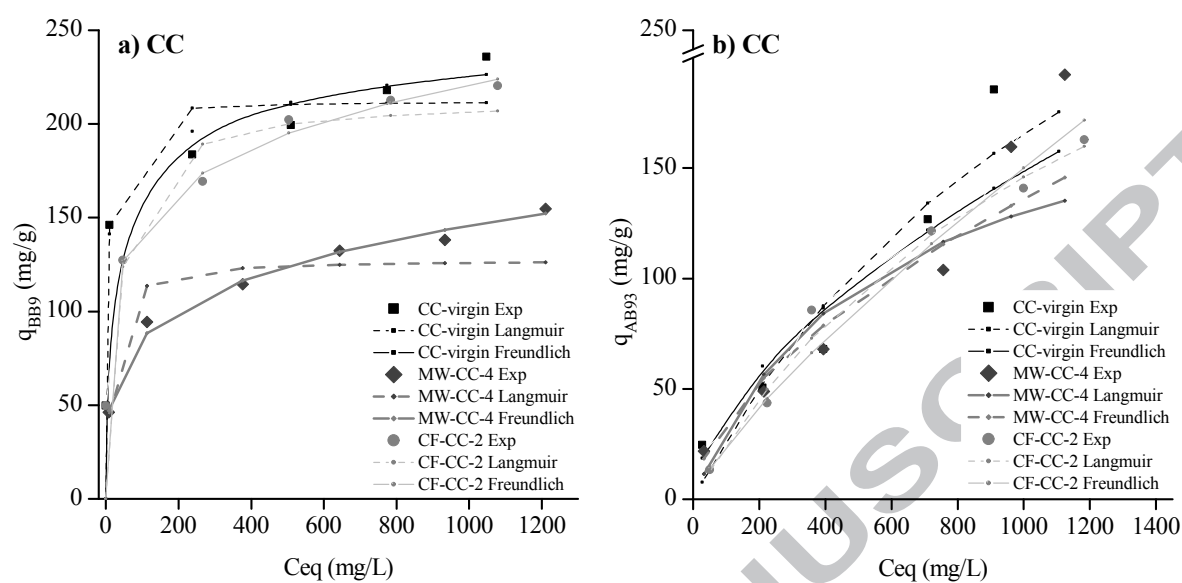 a) CC
250
200
150
100
50
0
q_BB9 (mg/g)
CC-virgin Exp
CC-virgin Langmuir
CC-virgin Freundlich
MW-CC-4 Exp
MW-CC-4 Langmuir
MW-CC-4 Freundlich
CF-CC-2 Exp
CF-CC-2 Langmuir
CF-CC-2 Freundlich
0 200 400 600 800 1000 1200
Ceq (mg/L)
b) CC
250
150
100
50
0
q_AB93 (mg/g)
CC-virgin Exp
CC-virgin Langmuir
CC-virgin Freundlich
MW-CC-4 Exp
MW-CC-4 Langmuir
MW-CC-4 Freundlich
CF-CC-2 Exp
CF-CC-2 Langmuir
CF-CC-2 Freundlich
0 200 400 600 800 1000 1200 1400
Ceq (mg/L)
USCRIPT